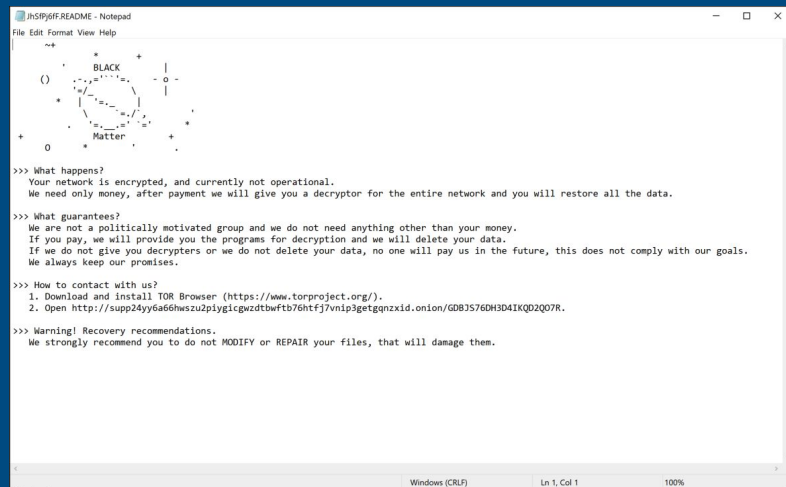 JhSfPj6fF.README - Notepad
File Edit Format View Help
~+
* +
' BLACK |
() .-.,='``'=. - o -
'=/_ \ |
* | '=._ |
\ `=./`, '
. '=.__.=' `=' *
+ Matter +
O * ' .
>>> What happens?
Your network is encrypted, and currently not operational.
We need only money, after payment we will give you a decryptor for the entire network and you will restore all the data.
>>> What guarantees?
We are not a politically motivated group and we do not need anything other than your money.
If you pay, we will provide you the programs for decryption and we will delete your data.
If we do not give you decrypters or we do not delete your data, no one will pay us in the future, this does not comply with our goals.
We always keep our promises.
>>> How to contact with us?
1. Download and install TOR Browser (https://www.torproject.org/).
2. Open http://supp24yy6a66hwszu2piygicgwzdtbwftb76htfj7vnip3getgqnzxid.onion/GDBJS76DH3D4IKQD2QO7R.
>>> Warning! Recovery recommendations.
We strongly recommend you to do not MODIFY or REPAIR your files, that will damage them.
Windows (CRLF) Ln 1, Col 1 100%